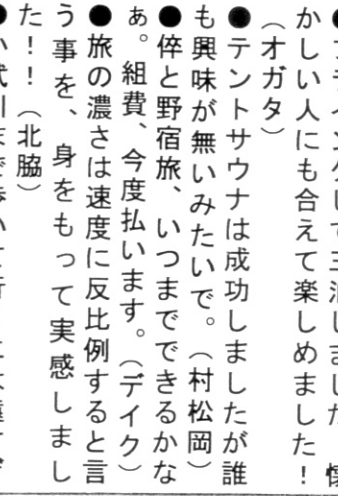 かしい人にも合えて楽しめました！
（オガタ）
●テントサウナは成功しましたが誰
も興味が無いみたいで。（村松岡）
●倅と野宿旅、いつまでできるかな
ぁ。組費、今度払います。（デイク）
●旅の濃さは速度に反比例すると言
う事を、身をもって実感しまし
た！！（北脇）